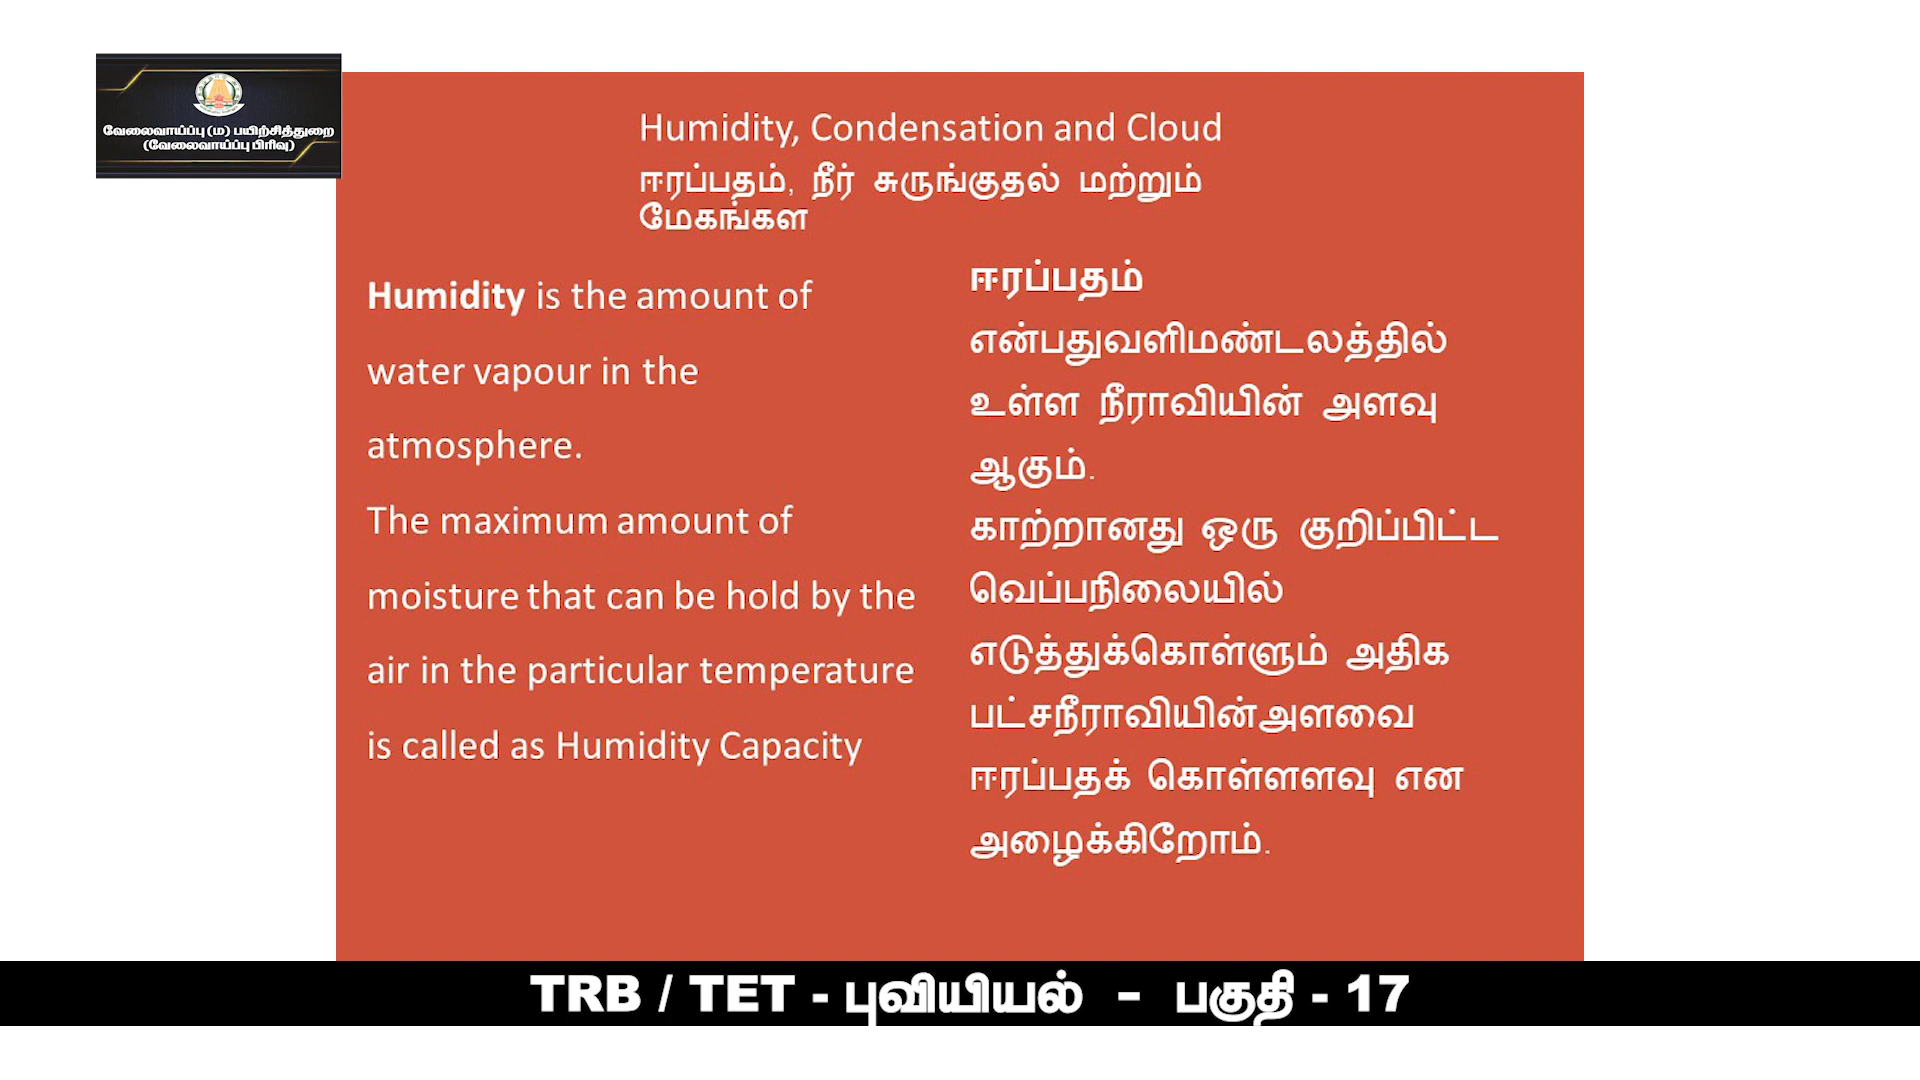 வேலைவாய்ப்பு (ம) பயிற்சித்துறை
(வேலைவாய்ப்பு பிரிவு)
Humidity, Condensation and Cloud
ஈரப்பதம், நீர் சுருங்குதல் மற்றும்
மேகங்கள
Humidity is the amount of
water vapour in the
atmosphere.
The maximum amount of
moisture that can be hold by the
air in the particular temperature
is called as Humidity Capacity
ஈரப்பதம்
என்பதுவளிமண்டலத்தில்
உள்ள நீராவியின் அளவு
ஆகும்.
காற்றானது ஒரு குறிப்பிட்ட
வெப்பநிலையில்
எடுத்துக்கொள்ளும் அதிக
பட்சநீராவியின்அளவை
ஈரப்பதக் கொள்ளளவு என
அழைக்கிறோம்.
TRB / TET - புவியியல் - பகுதி - 17